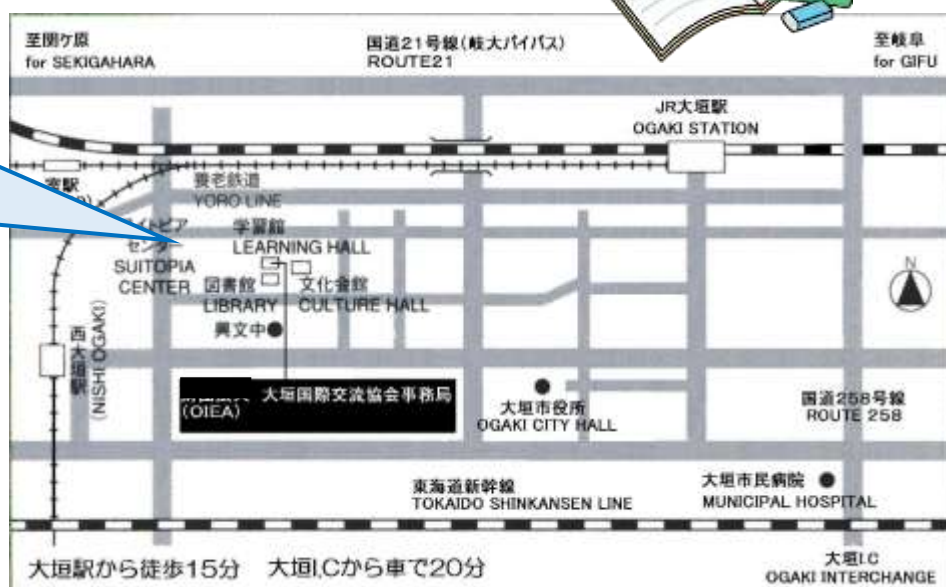 至関ケ原
for SEKIGAHARA
国道21号線(岐大バイパス)
ROUTE21
至岐阜
for GIFU
JR大垣駅
OGAKI STATION
養老鉄道
YORO LINE
センター
SUITOPIA
CENTER
学習館
LEARNING HALL
図書館
LIBRARY
文化会館
CULTURE HALL
興文中
N
西大垣駅
(NISHI OGAKI)
大垣国際交流協会事務局
(OIEA)
大垣市役所
OGAKI CITY HALL
国道258号線
ROUTE 258
東海道新幹線
TOKAIDO SHINKANSEN LINE
大垣市民病院
MUNICIPAL HOSPITAL
大垣駅から徒歩15分 大垣I.Cから車で20分
大垣I.C
OGAKI INTERCHANGE